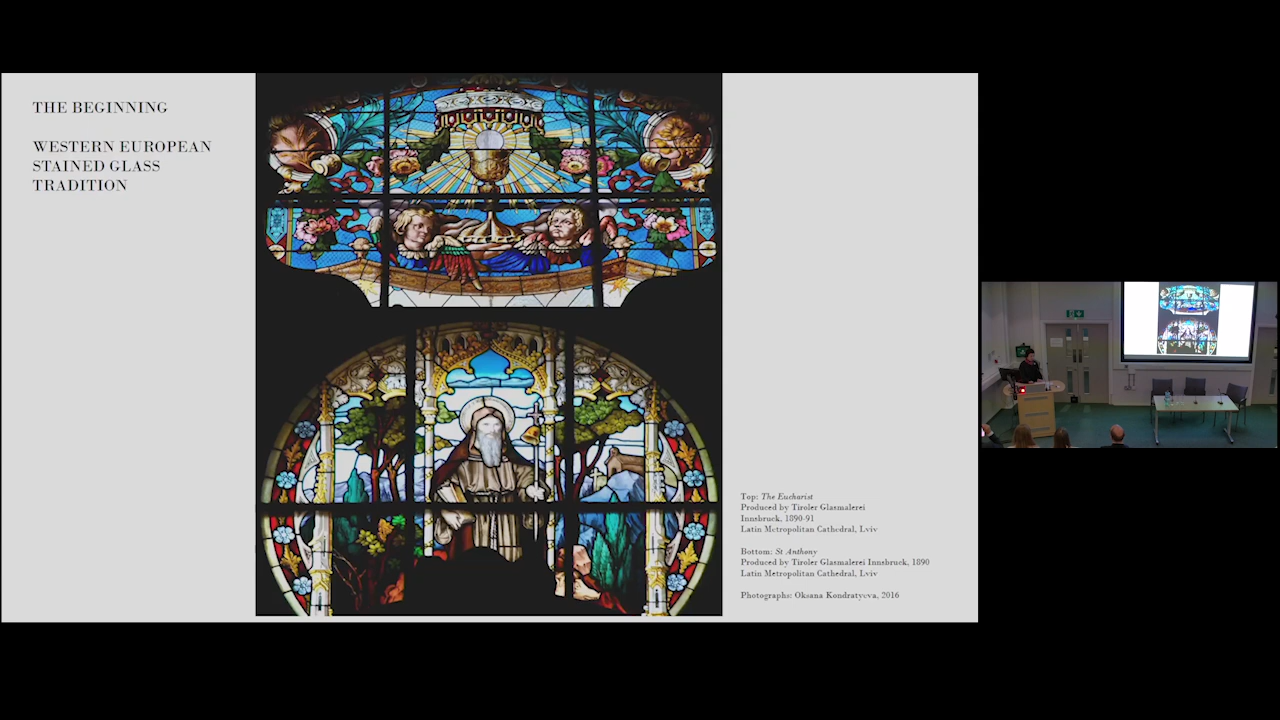 THE BEGINNING
WESTERN EUROPEAN
STAINED GLASS
TRADITION
Top: The Eucharist
Produced by Tiroler Glasmalerei
Innsbruck, 1890-91
Latin Metropolitan Cathedral, Lviv
Bottom: St Anthony
Produced by Tiroler Glasmalerei Innsbruck, 1890
Latin Metropolitan Cathedral, Lviv
Photographs: Oksana Kondratyeva, 2016